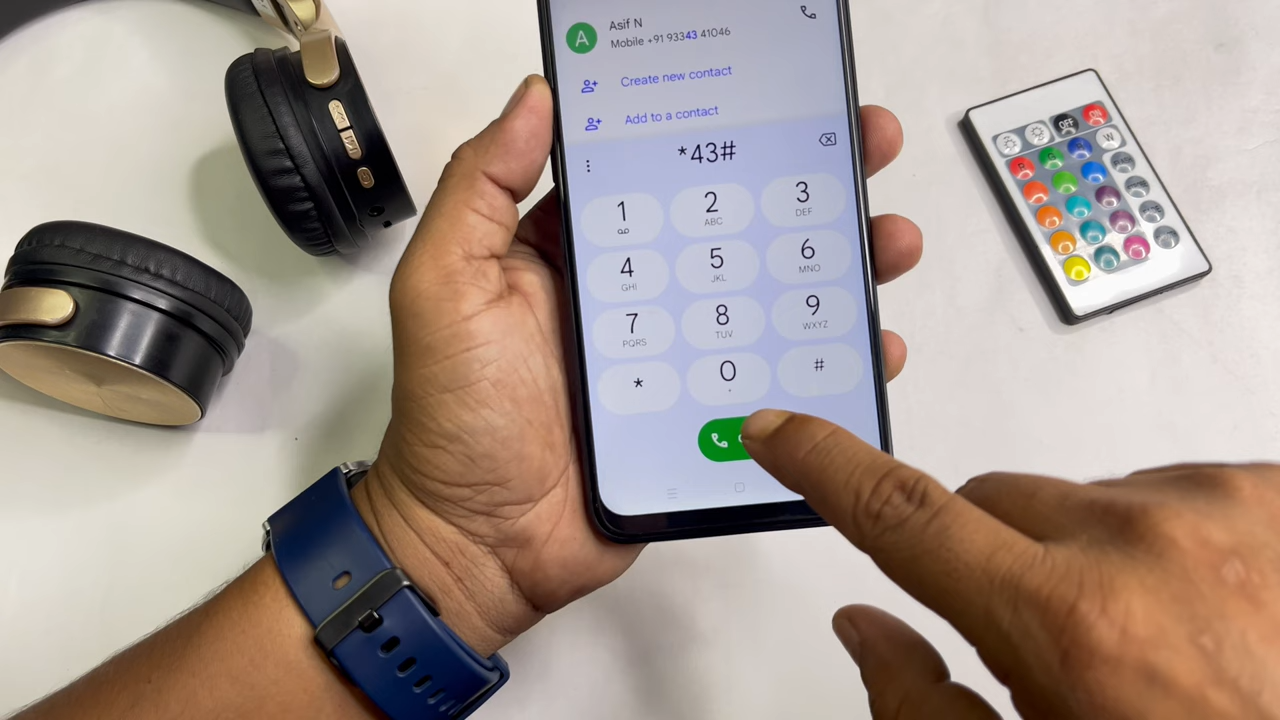 A
Asif N
Mobile +91 93343 41046
Create new contact
Add to a contact
*43#
1 2 3
ABC DEF
4 5 6
GHI JKL MNO
7 8 9
PQRS TUV WXYZ
* 0 #
OFF ON
W
R G B